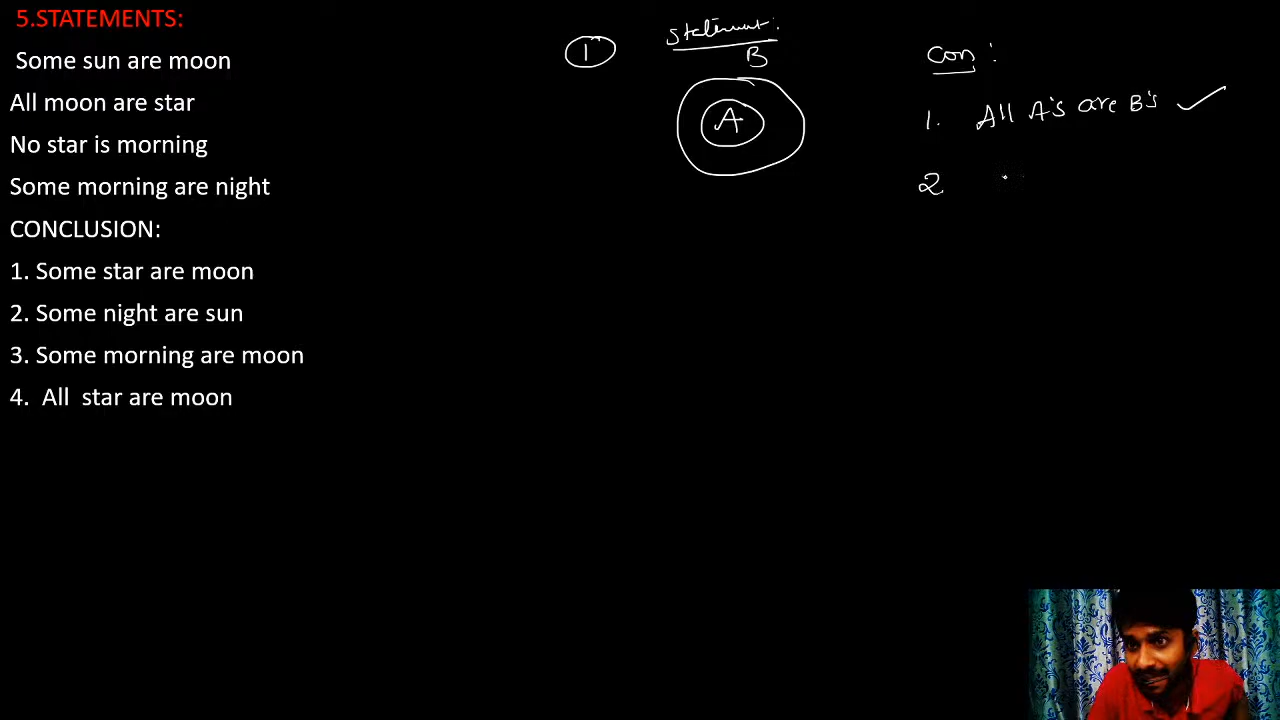 5.STATEMENTS:
Some sun are moon
All moon are star
No star is morning
Some morning are night
CONCLUSION:
1. Some star are moon
2. Some night are sun
3. Some morning are moon
4. All star are moon
1
Statement:
B
A
Con:
1. All A's are B's ✓
2